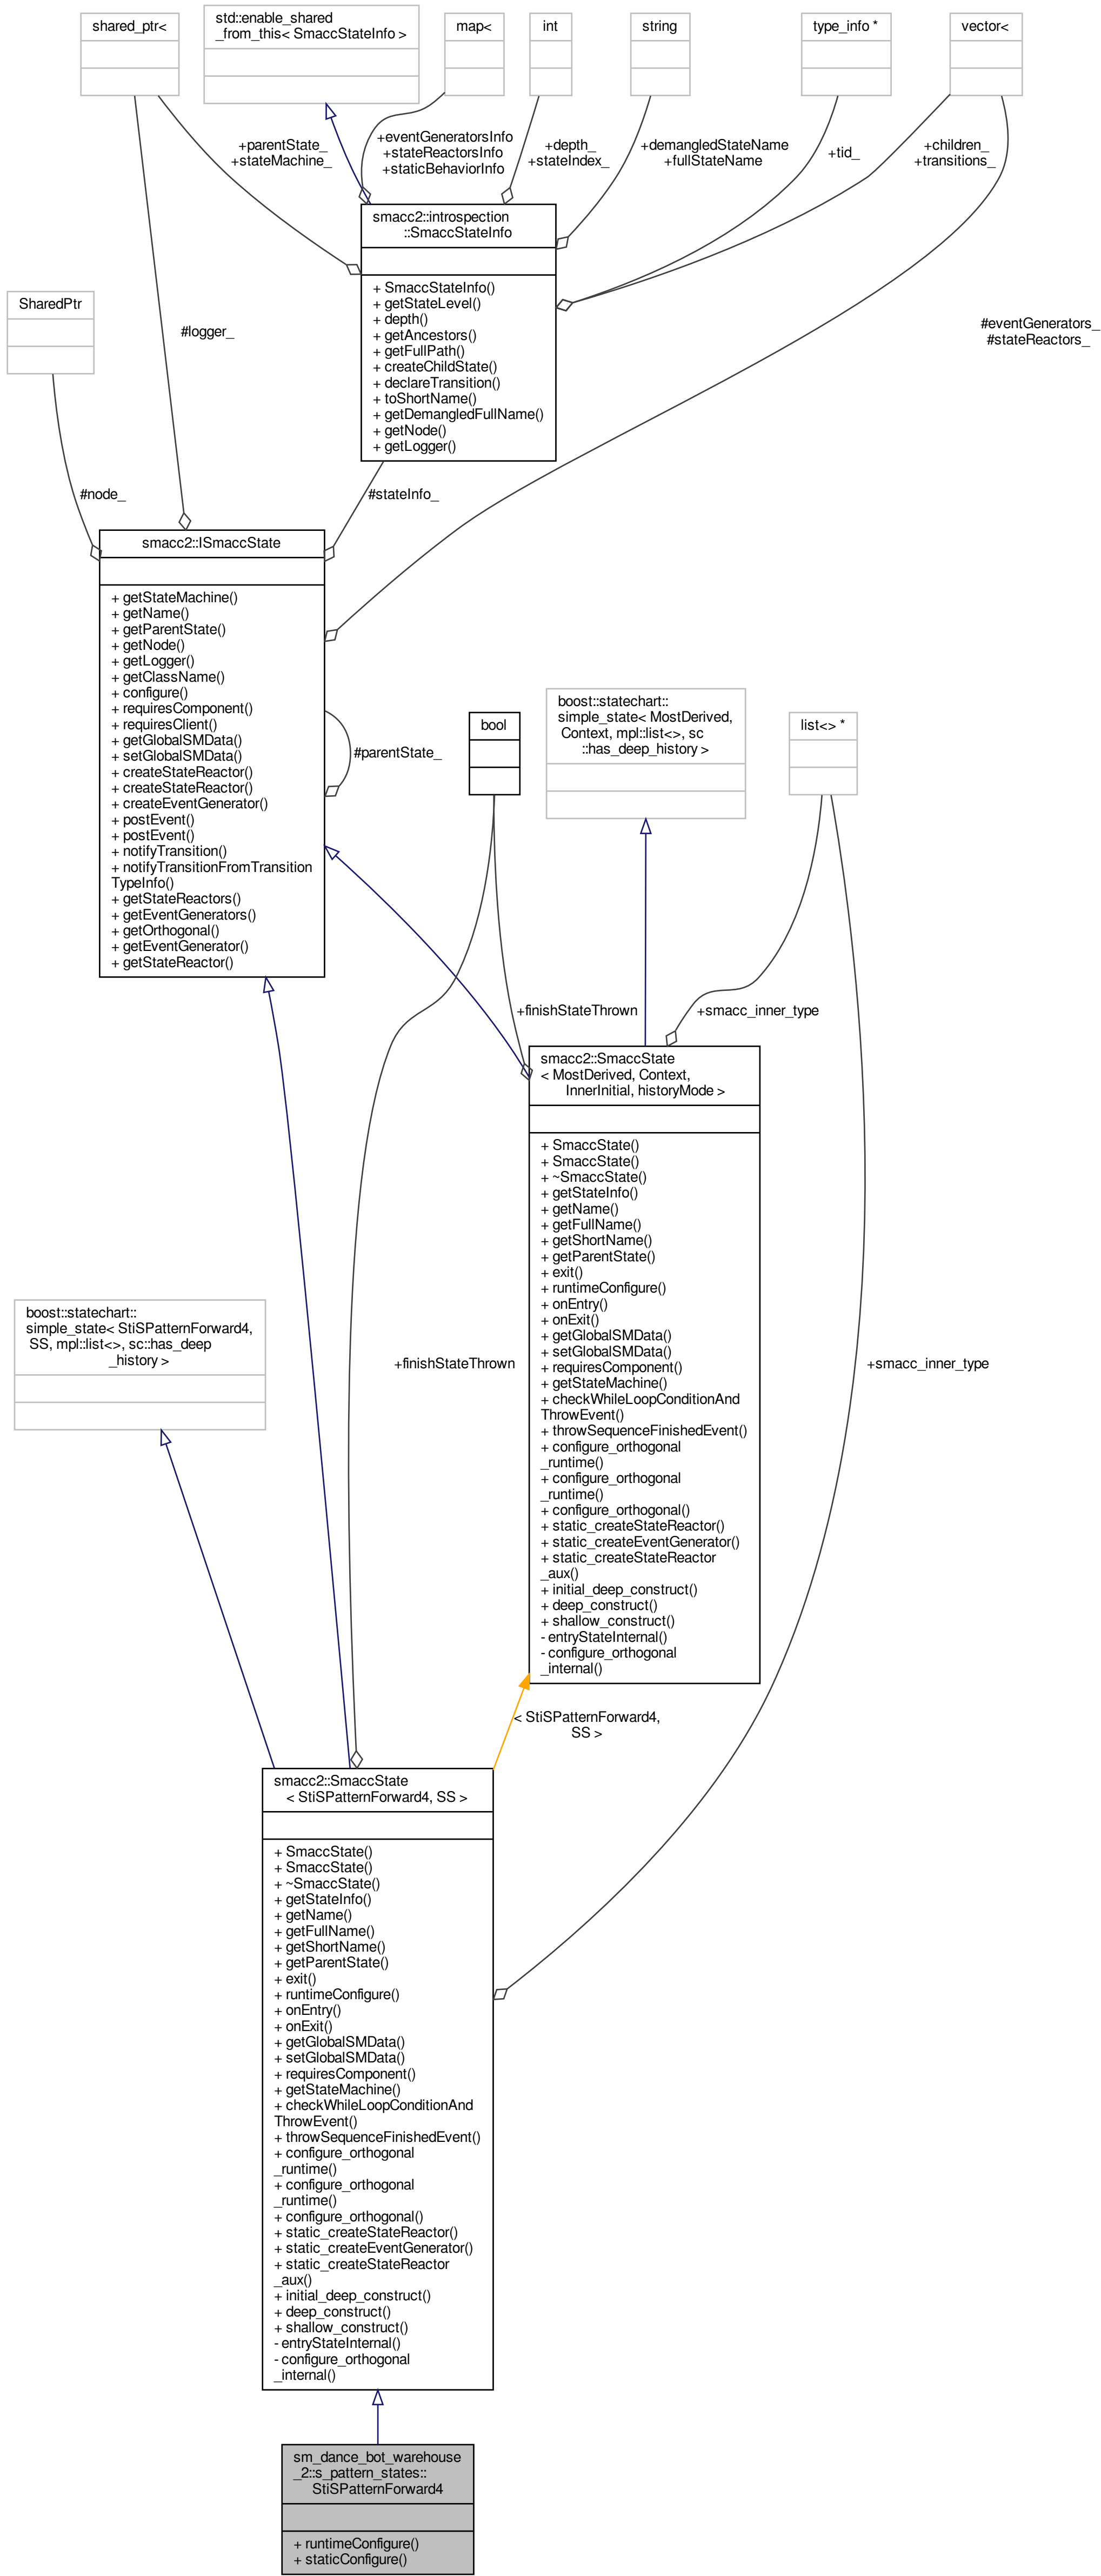 shared_ptr<
std::enable_shared
_from_this< SmaccStateInfo >
map<
int
string
type_info *
vector<
+parentState_
+stateMachine_
+eventGeneratorsInfo
+stateReactorsInfo
+staticBehaviorInfo
+depth_
+stateIndex_
+demangledStateName
+fullStateName
+tid_
+children_
+transitions_
smacc2::introspection
::SmaccStateInfo
+ SmaccStateInfo()
+ getStateLevel()
+ depth()
+ getAncestors()
+ getFullPath()
+ createChildState()
+ declareTransition()
+ toShortName()
+ getDemangledFullName()
+ getNode()
+ getLogger()
SharedPtr
#logger_
#eventGenerators_
#stateReactors_
#node_
#stateInfo_
smacc2::ISmaccState
+ getStateMachine()
+ getName()
+ getParentState()
+ getNode()
+ getLogger()
+ getClassName()
+ configure()
+ requiresComponent()
+ requiresClient()
+ getGlobalSMData()
+ setGlobalSMData()
+ createStateReactor()
+ createStateReactor()
+ createEventGenerator()
+ postEvent()
+ postEvent()
+ notifyTransition()
+ notifyTransitionFromTransition
TypeInfo()
+ getStateReactors()
+ getEventGenerators()
+ getOrthogonal()
+ getEventGenerator()
+ getStateReactor()
#parentState_
bool
boost::statechart::
simple_state< MostDerived,
Context, mpl::list<>, sc
::has_deep_history >
list<> *
+finishStateThrown
+smacc_inner_type
smacc2::SmaccState
< MostDerived, Context,
InnerInitial, historyMode >
+ SmaccState()
+ SmaccState()
+ ~SmaccState()
+ getStateInfo()
+ getName()
+ getFullName()
+ getShortName()
+ getParentState()
+ exit()
+ runtimeConfigure()
+ onEntry()
+ onExit()
+ getGlobalSMData()
+ setGlobalSMData()
+ requiresComponent()
+ getStateMachine()
+ checkWhileLoopConditionAnd
ThrowEvent()
+ throwSequenceFinishedEvent()
+ configure_orthogonal
_runtime()
+ configure_orthogonal
_runtime()
+ configure_orthogonal()
+ static_createStateReactor()
+ static_createEventGenerator()
+ static_createStateReactor
_aux()
+ initial_deep_construct()
+ deep_construct()
+ shallow_construct()
- entryStateInternal()
- configure_orthogonal
_internal()
boost::statechart::
simple_state< StiSPatternForward4,
SS, mpl::list<>, sc::has_deep
_history >
+finishStateThrown
+smacc_inner_type
< StiSPatternForward4,
SS >
smacc2::SmaccState
< StiSPatternForward4, SS >
+ SmaccState()
+ SmaccState()
+ ~SmaccState()
+ getStateInfo()
+ getName()
+ getFullName()
+ getShortName()
+ getParentState()
+ exit()
+ runtimeConfigure()
+ onEntry()
+ onExit()
+ getGlobalSMData()
+ setGlobalSMData()
+ requiresComponent()
+ getStateMachine()
+ checkWhileLoopConditionAnd
ThrowEvent()
+ throwSequenceFinishedEvent()
+ configure_orthogonal
_runtime()
+ configure_orthogonal
_runtime()
+ configure_orthogonal()
+ static_createStateReactor()
+ static_createEventGenerator()
+ static_createStateReactor
_aux()
+ initial_deep_construct()
+ deep_construct()
+ shallow_construct()
- entryStateInternal()
- configure_orthogonal
_internal()
sm_dance_bot_warehouse
_2::s_pattern_states::
StiSPatternForward4
+ runtimeConfigure()
+ staticConfigure()